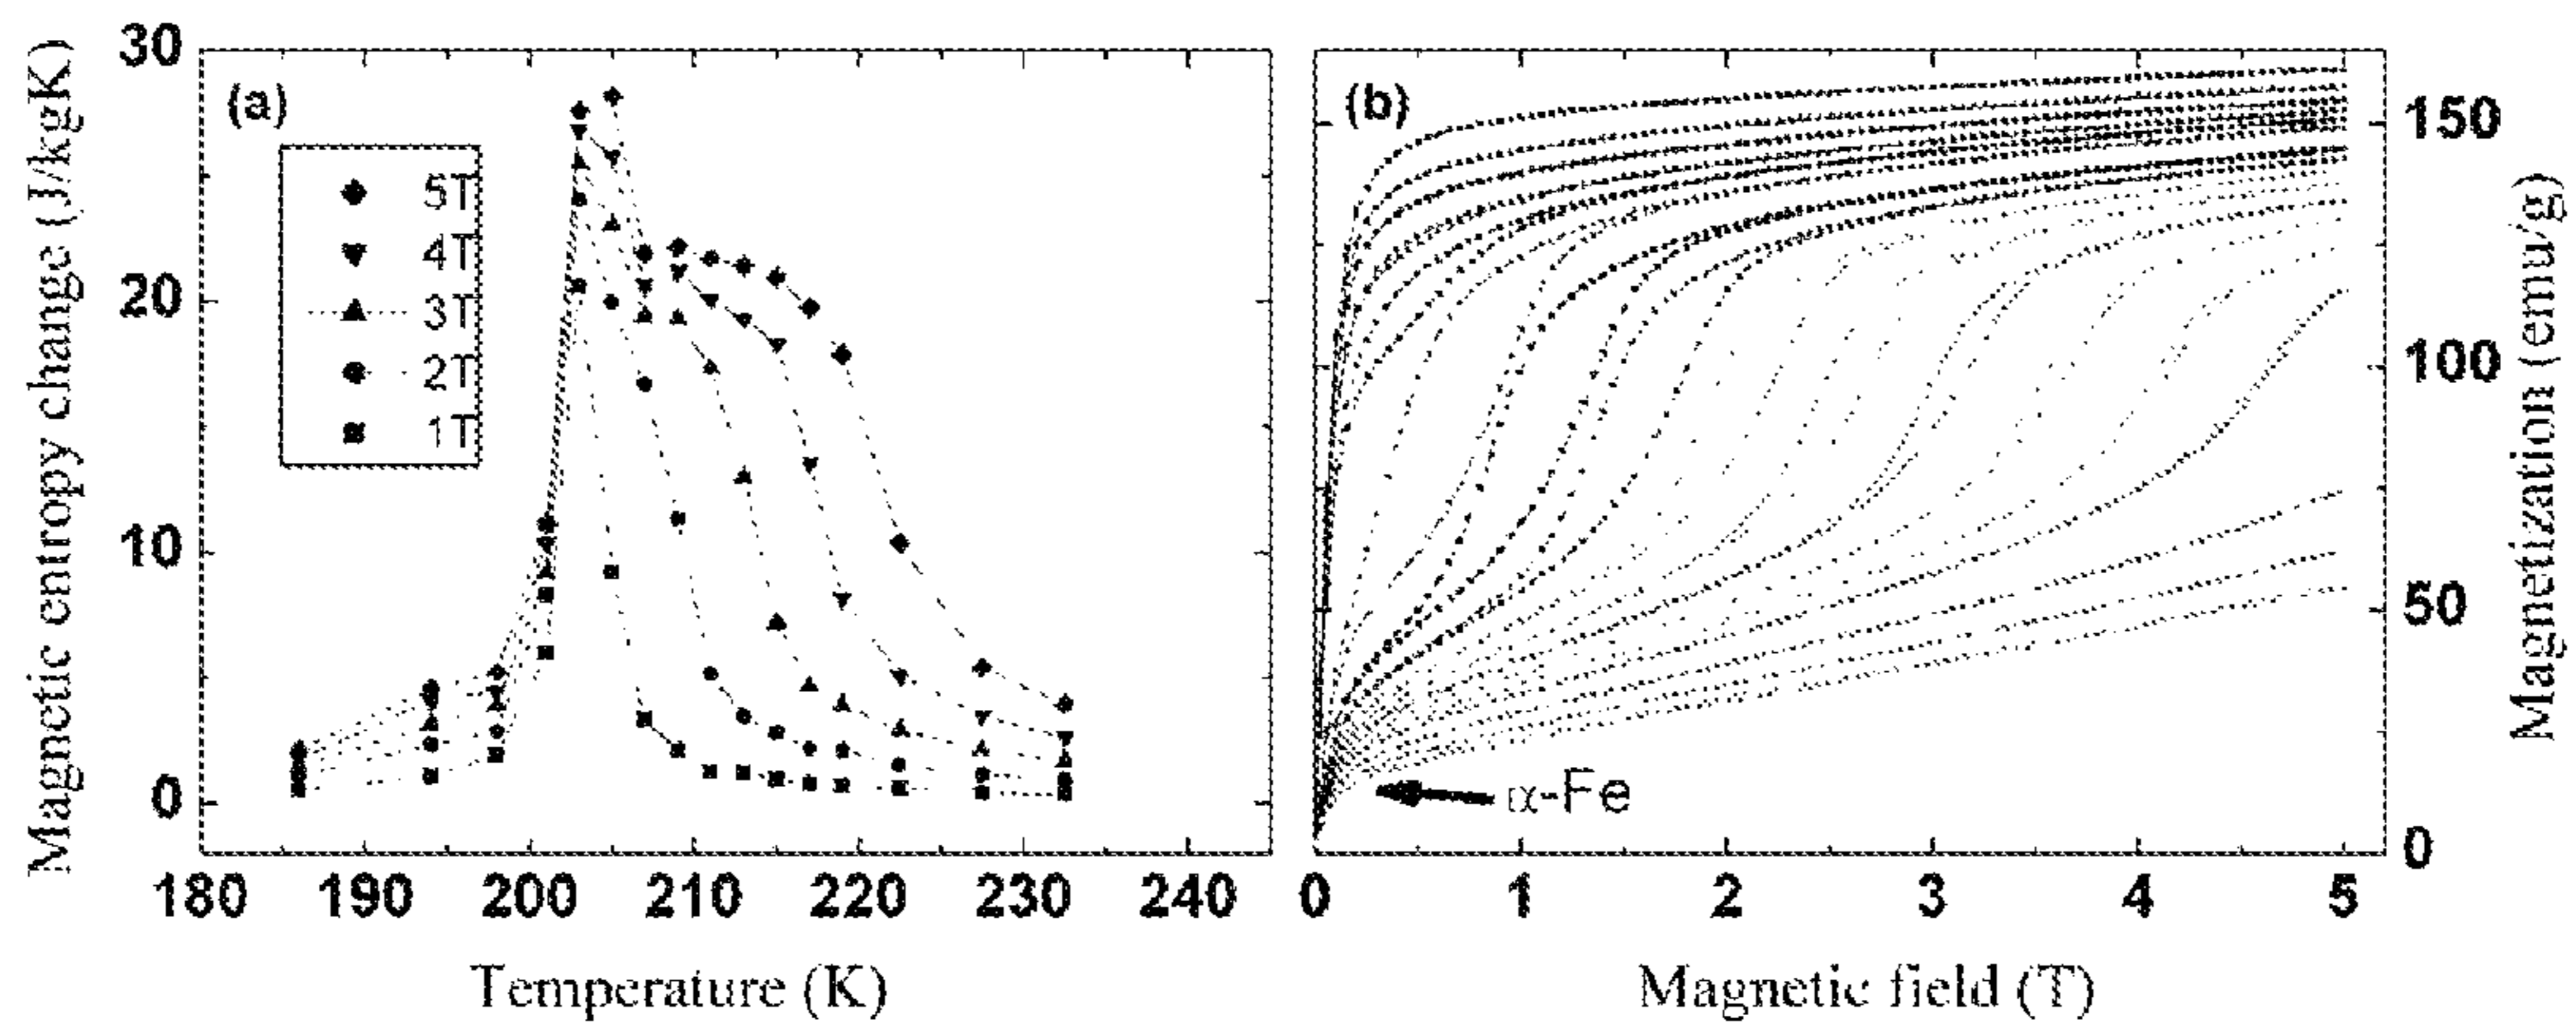 Magnetic entropy change (J/kgK)
30
20
10
0
(a)
5T
4T
3T
2T
1T
180 190 200 210 220 230 240
Temperature (K)
(b)
α-Fe
0 1 2 3 4 5
Magnetic field (T)
150
100
50
0
Magnetization (emu/g)